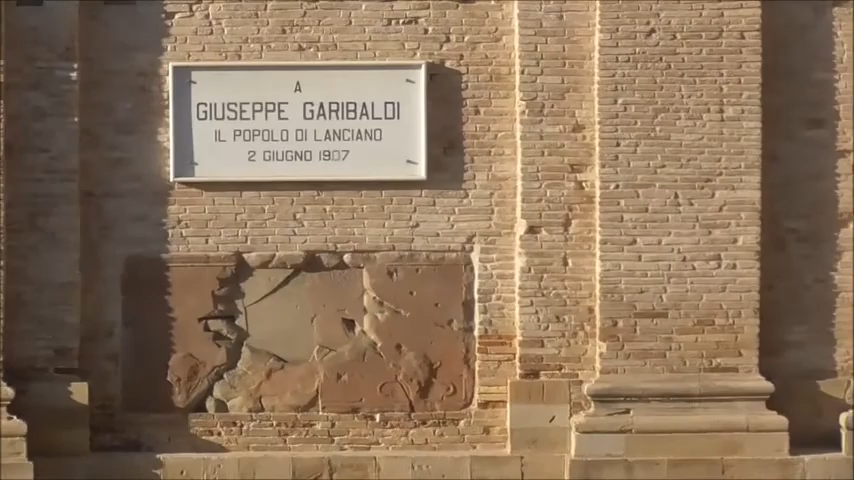 A
GIUSEPPE GARIBALDI
IL POPOLO DI LANCIANO
2 GIUGNO 1907